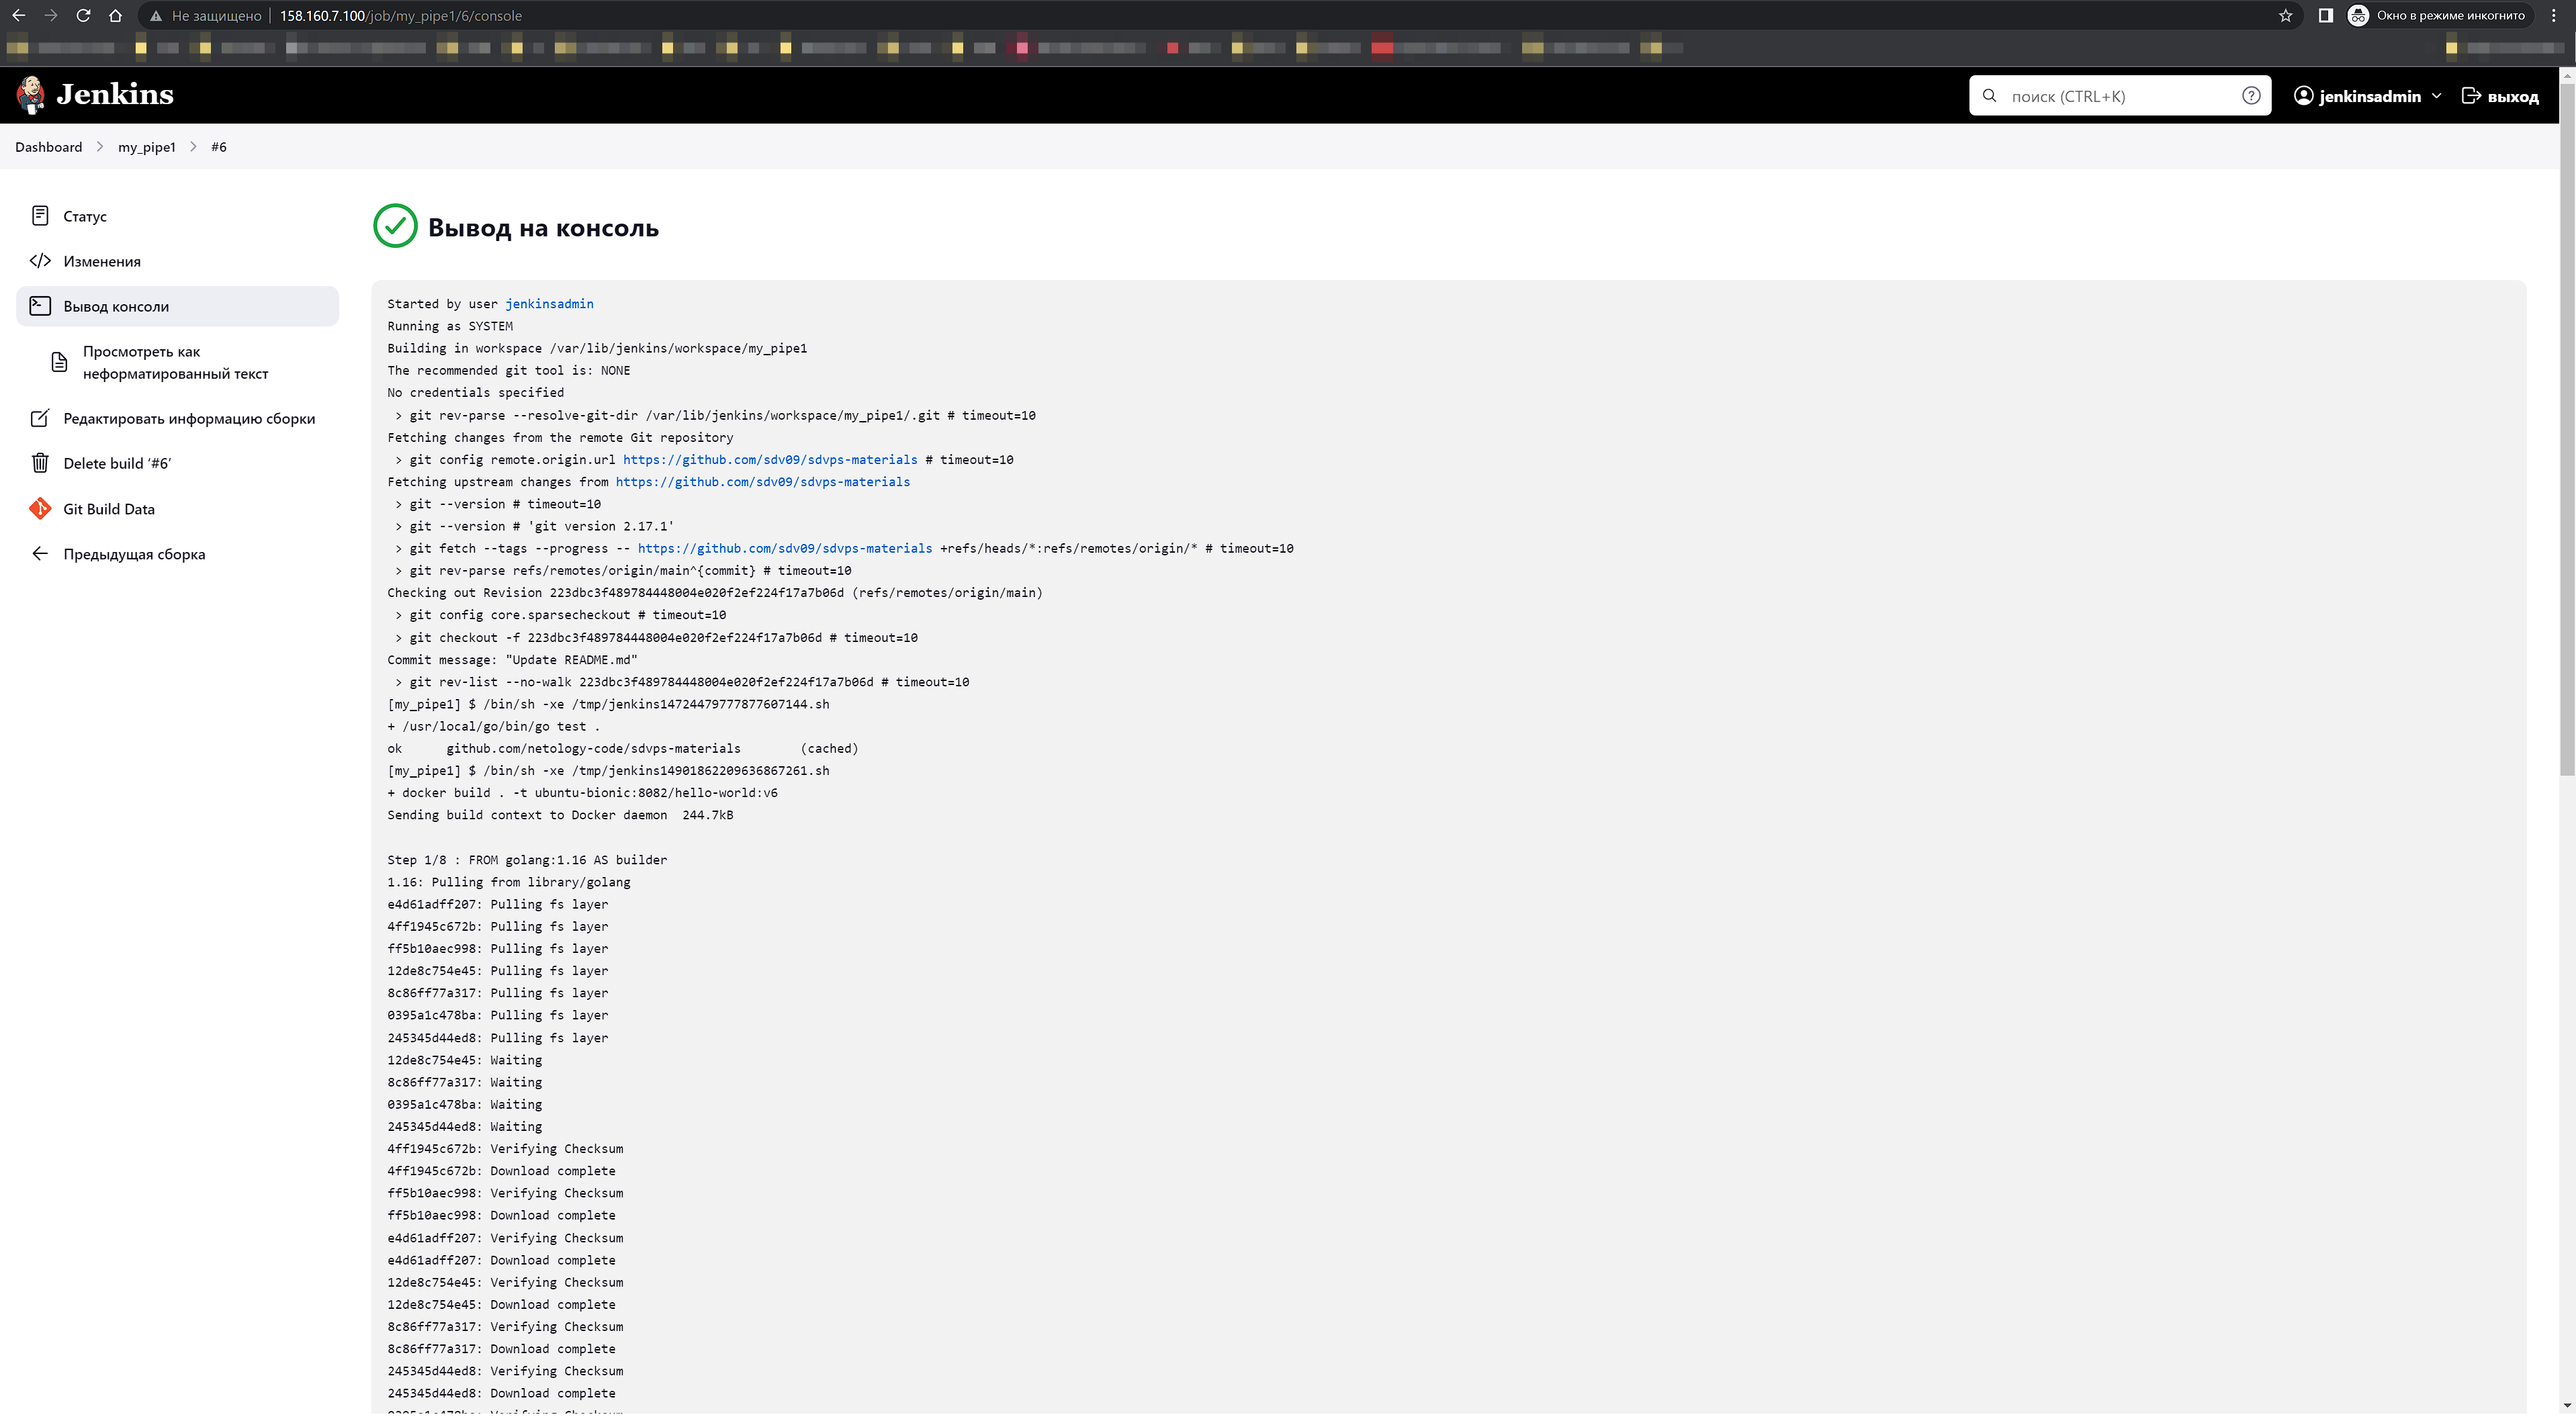 Не защищено
158.160.7.100/job/my_pipe1/6/console
Окно в режиме инкогнито
Jenkins
поиск (CTRL+K)
jenkinsadmin
выход
Dashboard
my_pipe1
#6
Статус
Изменения
Вывод консоли
Просмотреть как
неформатированный текст
Редактировать информацию сборки
Delete build ‘#6’
Git Build Data
Предыдущая сборка
Вывод на консоль
Started by user jenkinsadmin
Running as SYSTEM
Building in workspace /var/lib/jenkins/workspace/my_pipe1
The recommended git tool is: NONE
No credentials specified
> git rev-parse --resolve-git-dir /var/lib/jenkins/workspace/my_pipe1/.git # timeout=10
Fetching changes from the remote Git repository
> git config remote.origin.url https://github.com/sdv09/sdvps-materials # timeout=10
Fetching upstream changes from https://github.com/sdv09/sdvps-materials
> git --version # timeout=10
> git --version # 'git version 2.17.1'
> git fetch --tags --progress -- https://github.com/sdv09/sdvps-materials +refs/heads/*:refs/remotes/origin/* # timeout=10
> git rev-parse refs/remotes/origin/main^{commit} # timeout=10
Checking out Revision 223dbc3f489784448004e020f2ef224f17a7b06d (refs/remotes/origin/main)
> git config core.sparsecheckout # timeout=10
> git checkout -f 223dbc3f489784448004e020f2ef224f17a7b06d # timeout=10
Commit message: "Update README.md"
> git rev-list --no-walk 223dbc3f489784448004e020f2ef224f17a7b06d # timeout=10
[my_pipe1] $ /bin/sh -xe /tmp/jenkins14724479777877607144.sh
+ /usr/local/go/bin/go test .
ok github.com/netology-code/sdvps-materials (cached)
[my_pipe1] $ /bin/sh -xe /tmp/jenkins14901862209636867261.sh
+ docker build . -t ubuntu-bionic:8082/hello-world:v6
Sending build context to Docker daemon 244.7kB
Step 1/8 : FROM golang:1.16 AS builder
1.16: Pulling from library/golang
e4d61adff207: Pulling fs layer
4ff1945c672b: Pulling fs layer
ff5b10aec998: Pulling fs layer
12de8c754e45: Pulling fs layer
8c86ff77a317: Pulling fs layer
0395a1c478ba: Pulling fs layer
245345d44ed8: Pulling fs layer
12de8c754e45: Waiting
8c86ff77a317: Waiting
0395a1c478ba: Waiting
245345d44ed8: Waiting
4ff1945c672b: Verifying Checksum
4ff1945c672b: Download complete
ff5b10aec998: Verifying Checksum
ff5b10aec998: Download complete
e4d61adff207: Verifying Checksum
e4d61adff207: Download complete
12de8c754e45: Verifying Checksum
12de8c754e45: Download complete
8c86ff77a317: Verifying Checksum
8c86ff77a317: Download complete
245345d44ed8: Verifying Checksum
245345d44ed8: Download complete